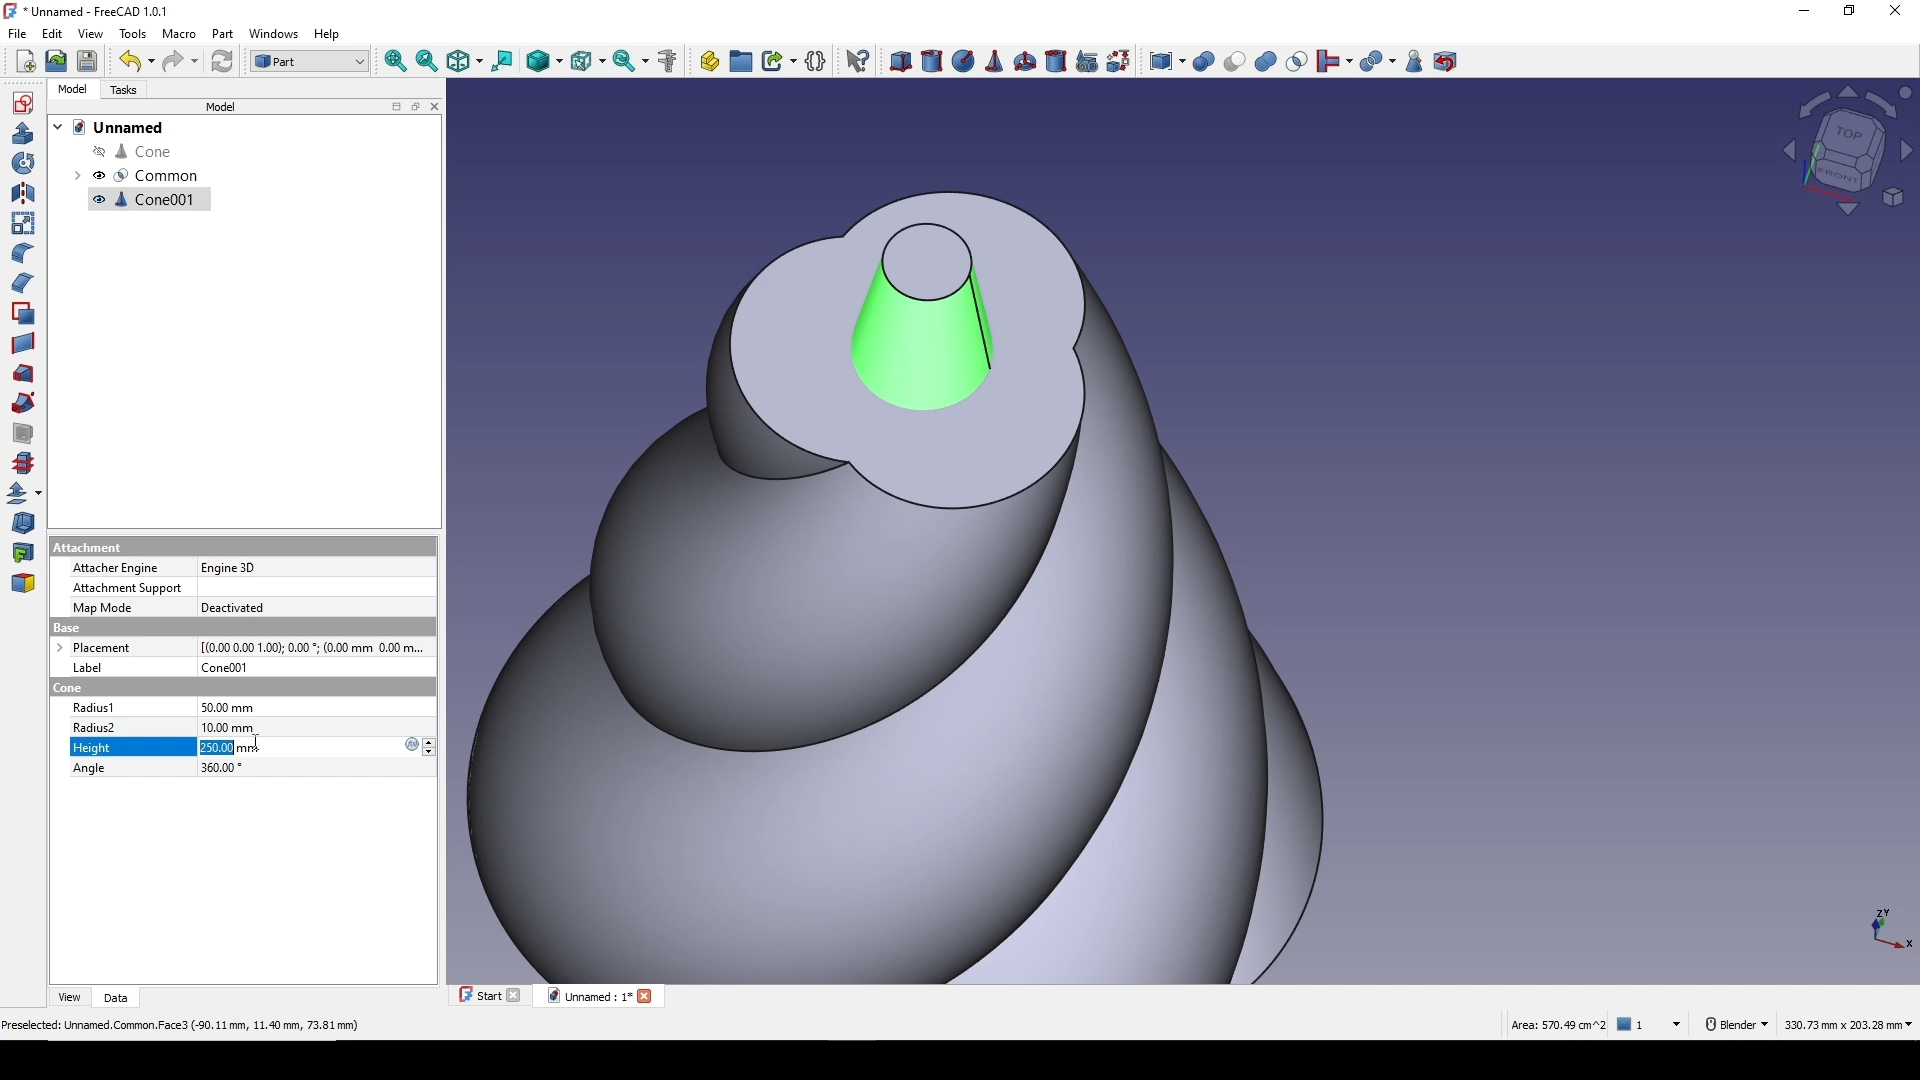 * Unnamed - FreeCAD 1.0.1
File Edit View Tools Macro Part Windows Help
Part
Model Tasks
Model
Unnamed
Cone
Common
Cone001
Attachment
Attacher Engine Engine 3D
Attachment Support
Map Mode Deactivated
Base
Placement [(0.00 0.00 1.00); 0.00 °; (0.00 mm 0.00 m...
Label Cone001
Cone
Radius1 50.00 mm
Radius2 10.00 mm
Height 250.00 mm
Angle 360.00 °
TOP
FRONT
Z Y
X
View Data
Start
Unnamed : 1*
Preselected: Unnamed.Common.Face3 (-90.11 mm, 11.40 mm, 73.81 mm)
Area: 570.49 cm^2 1 Blender 330.73 mm x 203.28 mm